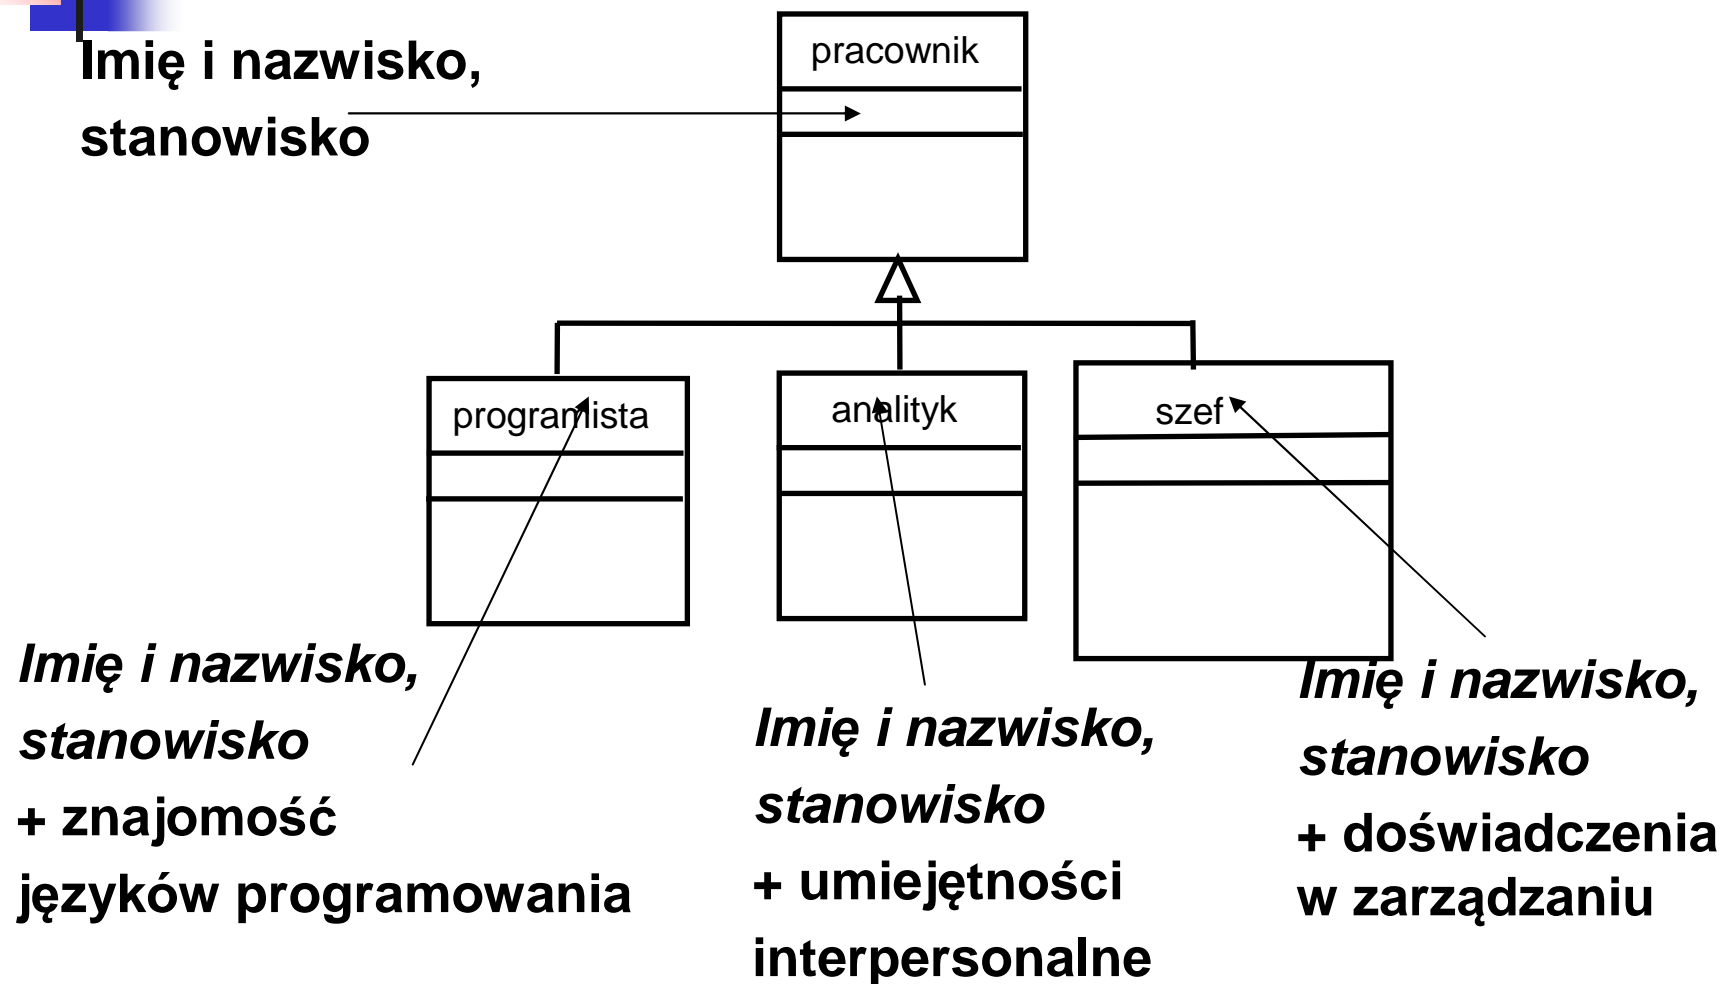 Imię i nazwisko,
stanowisko
pracownik
programista
analityk
szef
Imię i nazwisko,
stanowisko
+ znajomość
języków programowania
Imię i nazwisko,
stanowisko
+ umiejętności
interpersonalne
Imię i nazwisko,
stanowisko
+ doświadczenia
w zarządzaniu